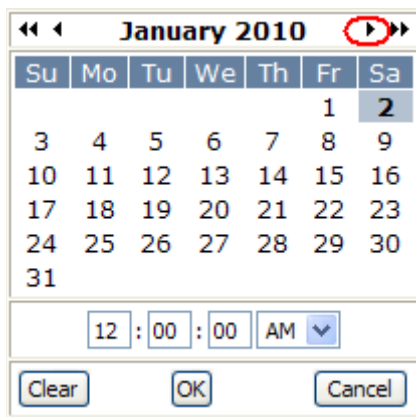 January 2010
Su Mo Tu We Th Fr Sa
1 2
3 4 5 6 7 8 9
10 11 12 13 14 15 16
17 18 19 20 21 22 23
24 25 26 27 28 29 30
31
12 : 00 : 00 AM
Clear OK Cancel